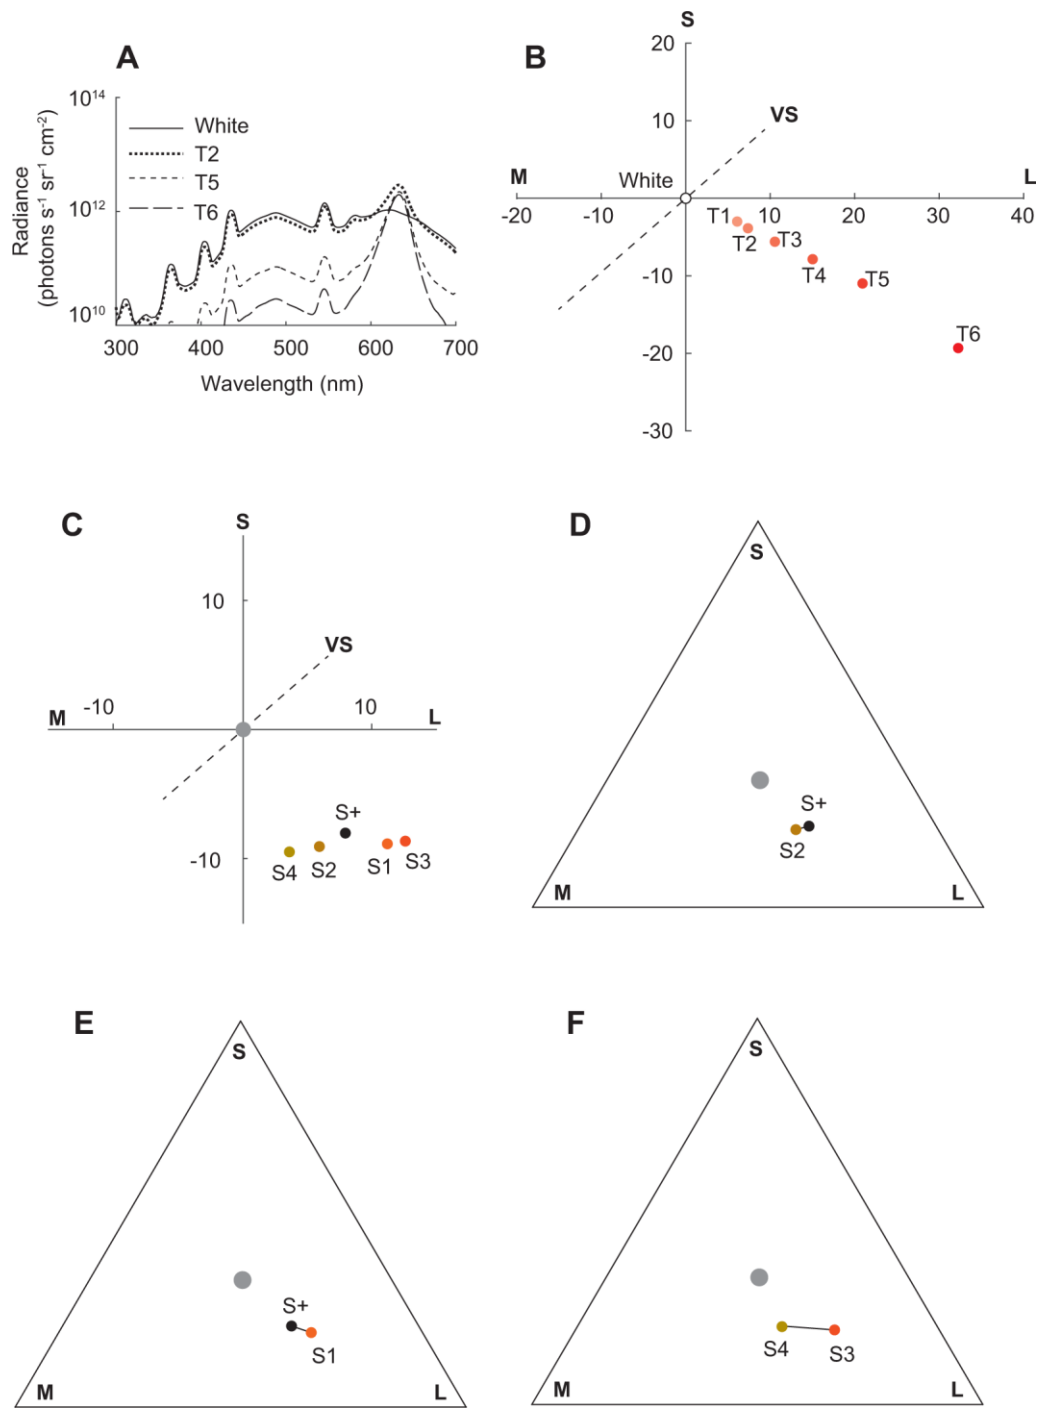 A
Radiance
(photons s⁻¹ sr⁻¹ cm⁻²)
10¹⁴
10¹²
10¹⁰
White
T2
T5
T6
300 400 500 600 700
Wavelength (nm)
B
S
20
10
VS
M
White
L
-20 -10 10 20 30 40
T1
T2
T3
T4
T5
T6
-10
-20
-30
C
S
10
VS
M
-10
10
L
S+
-10
S4
S2
S1
S3
D
S
S+
S2
M
L
E
S
S+
S1
M
L
F
S
S4
S3
M
L